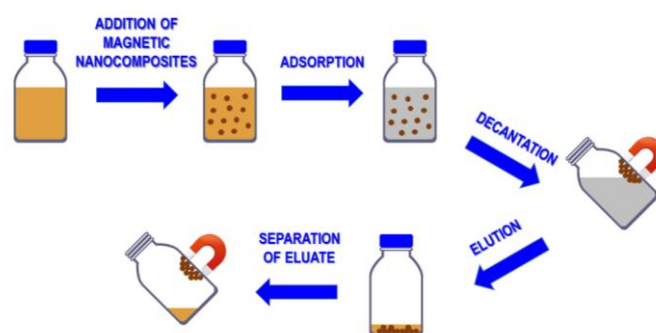 ADDITION OF
MAGNETIC
NANOCOMPOSITES
ADSORPTION
DECANTATION
ELUTION
SEPARATION
OF ELUATE